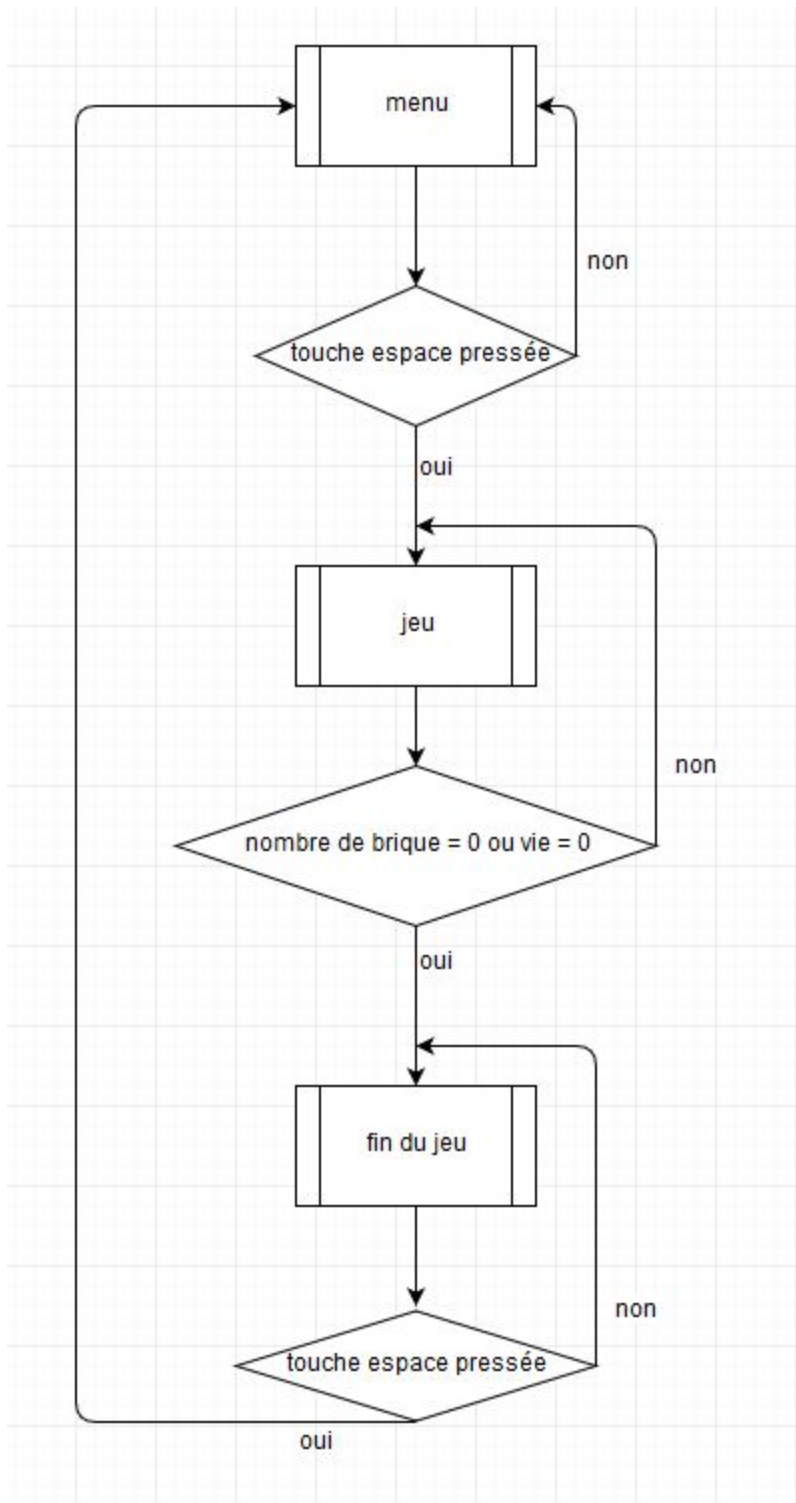 menu
non
touche espace pressée
oui
jeu
non
nombre de brique = 0 ou vie = 0
oui
fin du jeu
non
touche espace pressée
oui